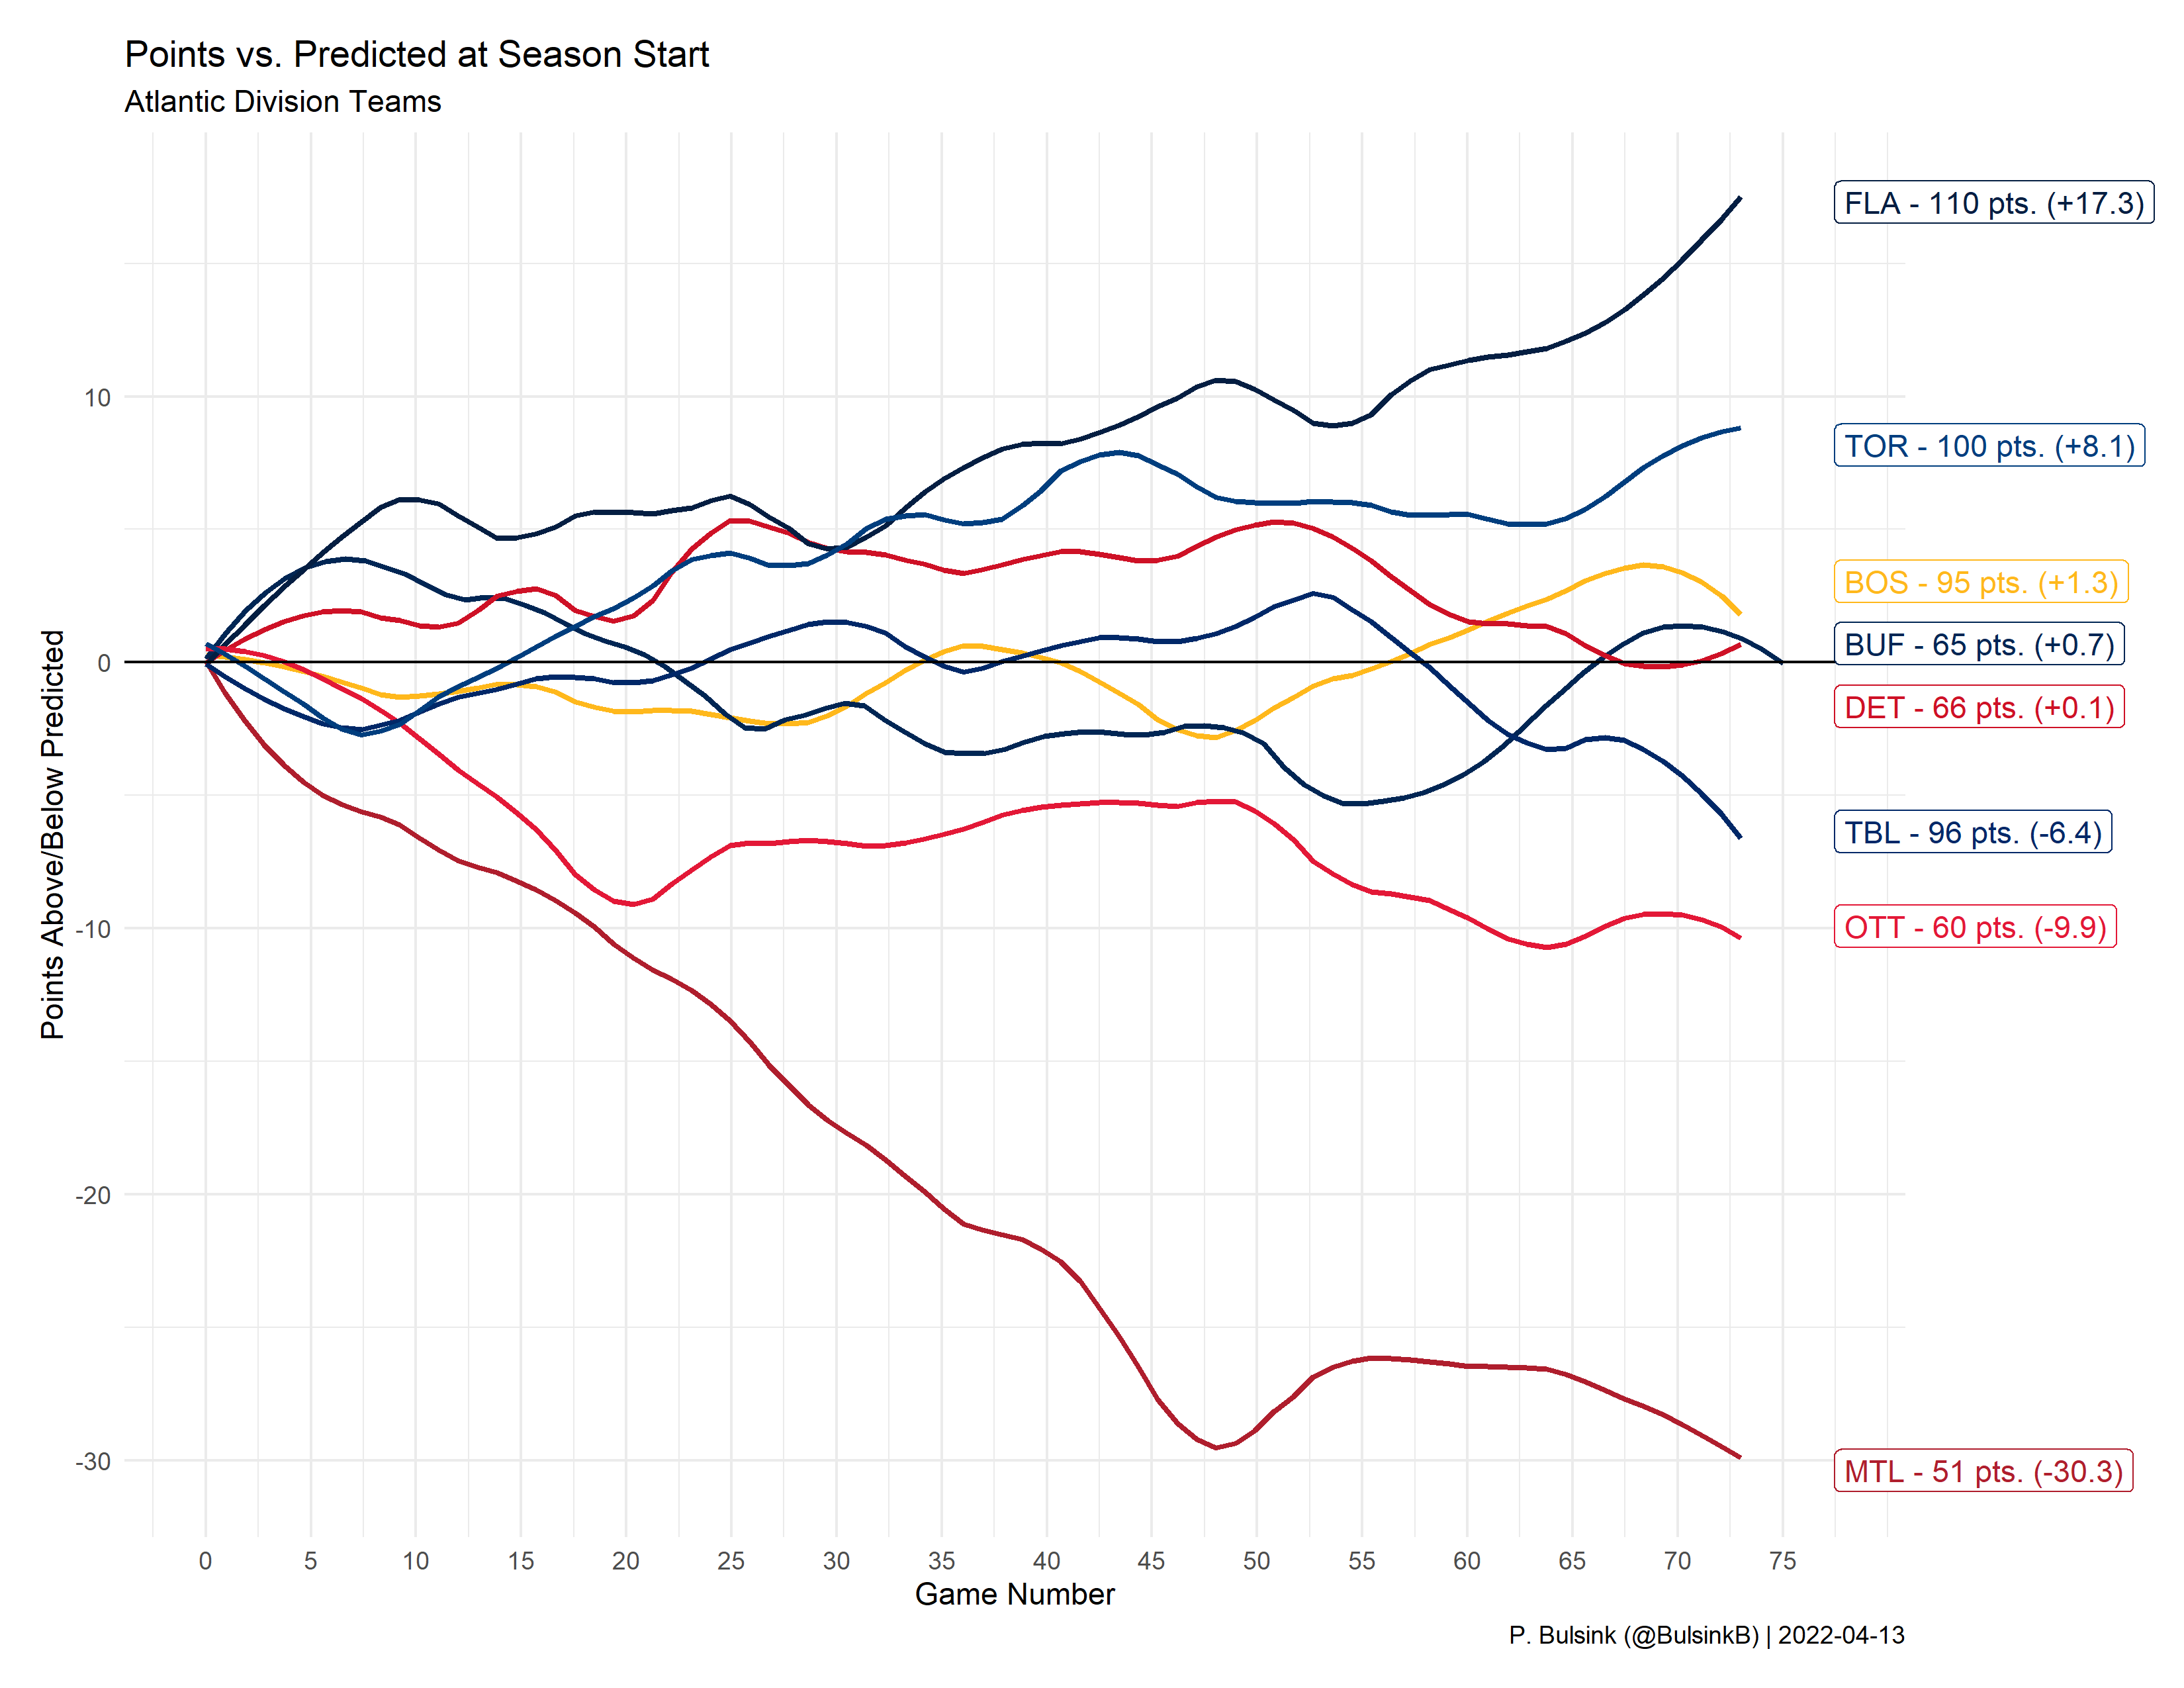 Points vs. Predicted at Season Start
Atlantic Division Teams
Points Above/Below Predicted
10
0
-10
-20
-30
FLA - 110 pts. (+17.3)
TOR - 100 pts. (+8.1)
BOS - 95 pts. (+1.3)
BUF - 65 pts. (+0.7)
DET - 66 pts. (+0.1)
TBL - 96 pts. (-6.4)
OTT - 60 pts. (-9.9)
MTL - 51 pts. (-30.3)
0 5 10 15 20 25 30 35 40 45 50 55 60 65 70 75
Game Number
P. Bulsink (@BulsinkB) | 2022-04-13